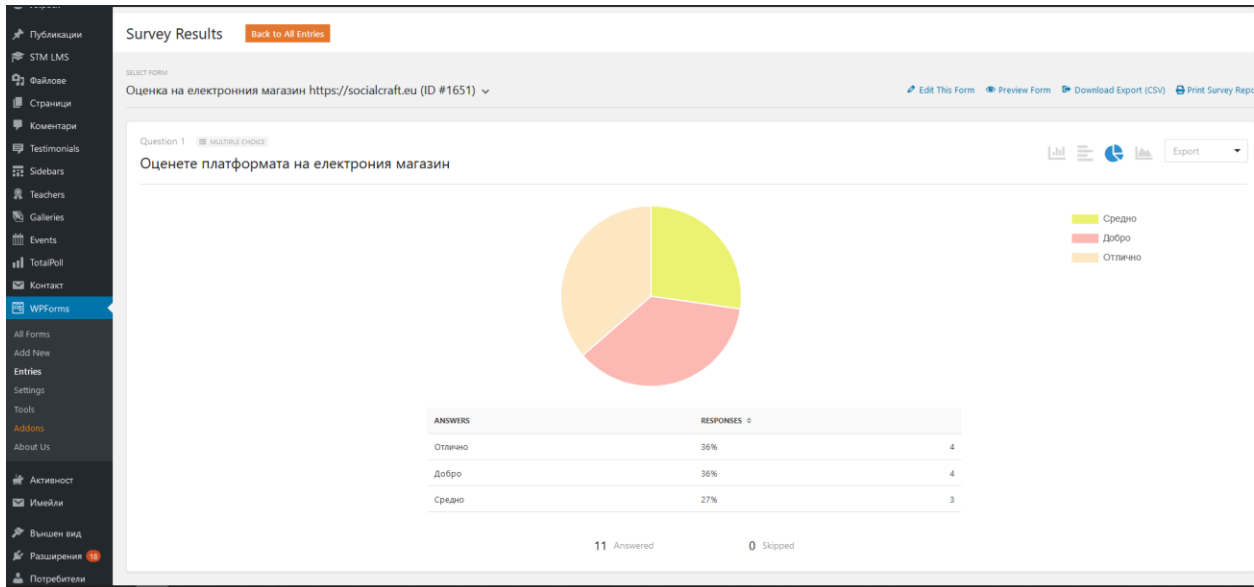 Публикации
STM LMS
Файлове
Страници
Коментари
Testimonials
Sidebars
Teachers
Galleries
Events
TotalPoll
Контакт
WPForms
All Forms
Add New
Entries
Settings
Tools
Addons
About Us
Активност
Имейли
Външен вид
Разширения 18
Потребители
Survey Results Back to All Entries
SELECT FORM
Оценка на електронния магазин https://socialcraft.eu (ID #1651)
Edit This Form Preview Form Download Export (CSV) Print Survey Repo
Question 1 MULTIPLE CHOICE
Оценете платформата на електрония магазин
Export
Средно
Добро
Отлично
ANSWERS RESPONSES
Отлично 36% 4
Добро 36% 4
Средно 27% 3
11 Answered 0 Skipped